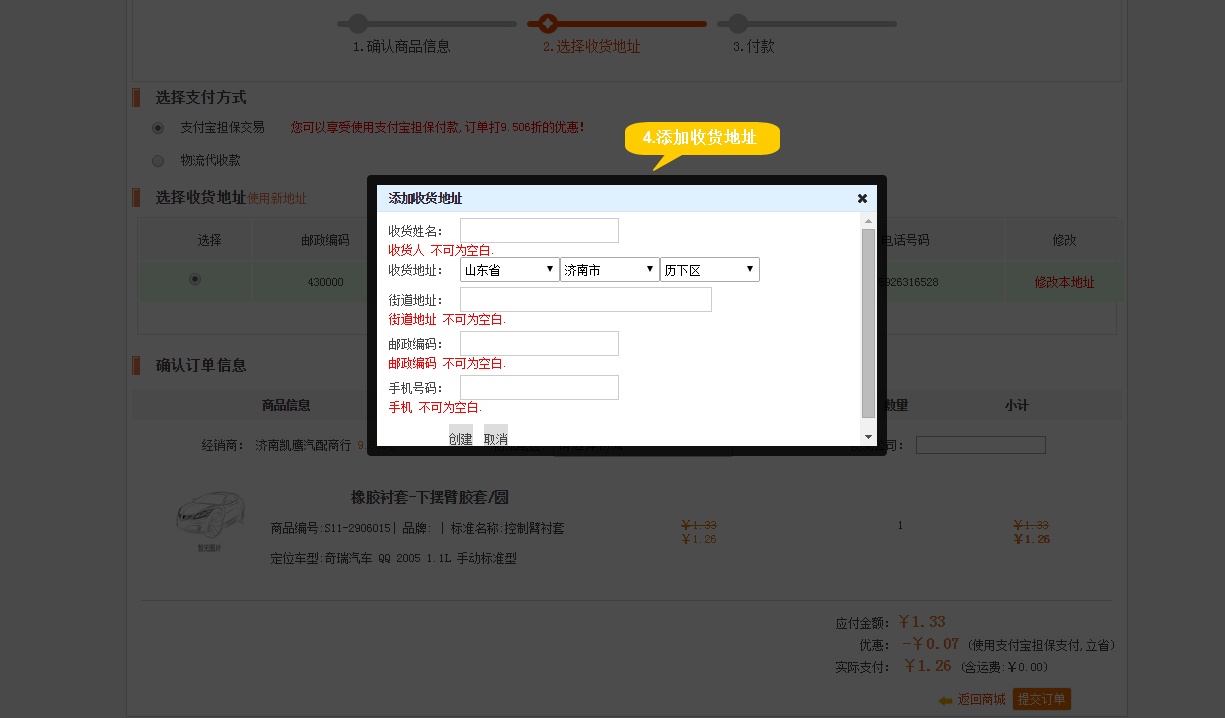 1.确认商品信息
2.选择收货地址
3.付款
选择支付方式
支付宝担保交易 您可以享受使用支付宝担保付款,订单打9.506折的优惠!
4.添加收货地址
物流代收款
选择收货地址使用新地址
添加收货地址
选择 邮政编码 电话号码 修改
收货姓名:
收货人 不可为空白.
收货地址: 山东省 济南市 历下区
430000 5926316528 修改本地址
街道地址:
街道地址 不可为空白.
邮政编码:
邮政编码 不可为空白.
确认订单信息
手机号码:
手机 不可为空白.
商品信息 数量 小计
创建 取消
经销商: 济南凯鹰汽配商行
橡胶衬套-下摆臂胶套/圆
商品编号:S11-2906015| 品牌: | 标准名称:控制臂衬套
定位车型:奇瑞汽车 QQ 2005 1.1L 手动标准型
暂无图片
¥1.33 1 ¥1.33
¥1.26 ¥1.26
应付金额: ¥1.33
优惠: -¥0.07 (使用支付宝担保支付,立省)
实际支付: ¥1.26 (含运费:¥0.00)
返回商城 提交订单